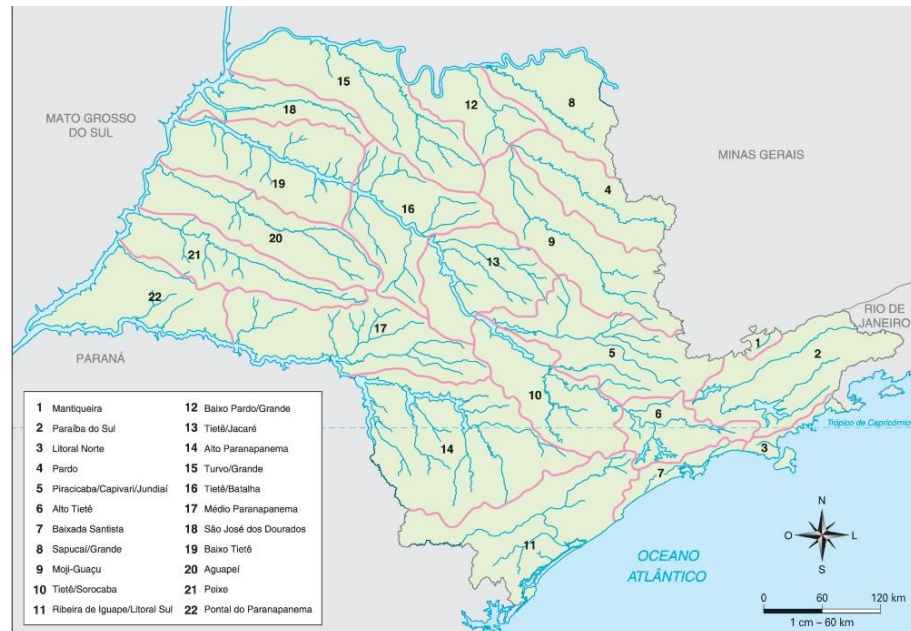 MATO GROSSO
DO SUL
MINAS GERAIS
RIO DE
JANEIRO
PARANÁ
Trópico de Capricórnio
OCEANO
ATLÂNTICO
15
18
12
8
4
19
16
9
20
13
21
22
17
5
1
2
10
6
14
7
3
11
1 Mantiqueira
2 Paraíba do Sul
3 Litoral Norte
4 Pardo
5 Piracicaba/Capivari/Jundiaí
6 Alto Tietê
7 Baixada Santista
8 Sapucaí/Grande
9 Moji-Guaçu
10 Tietê/Sorocaba
11 Ribeira de Iguape/Litoral Sul
12 Baixo Pardo/Grande
13 Tietê/Jacaré
14 Alto Paranapanema
15 Turvo/Grande
16 Tietê/Batalha
17 Médio Paranapanema
18 São José dos Dourados
19 Baixo Tietê
20 Aguapeí
21 Peixe
22 Pontal do Paranapanema
N
O L
S
0 60 120 km
1 cm – 60 km